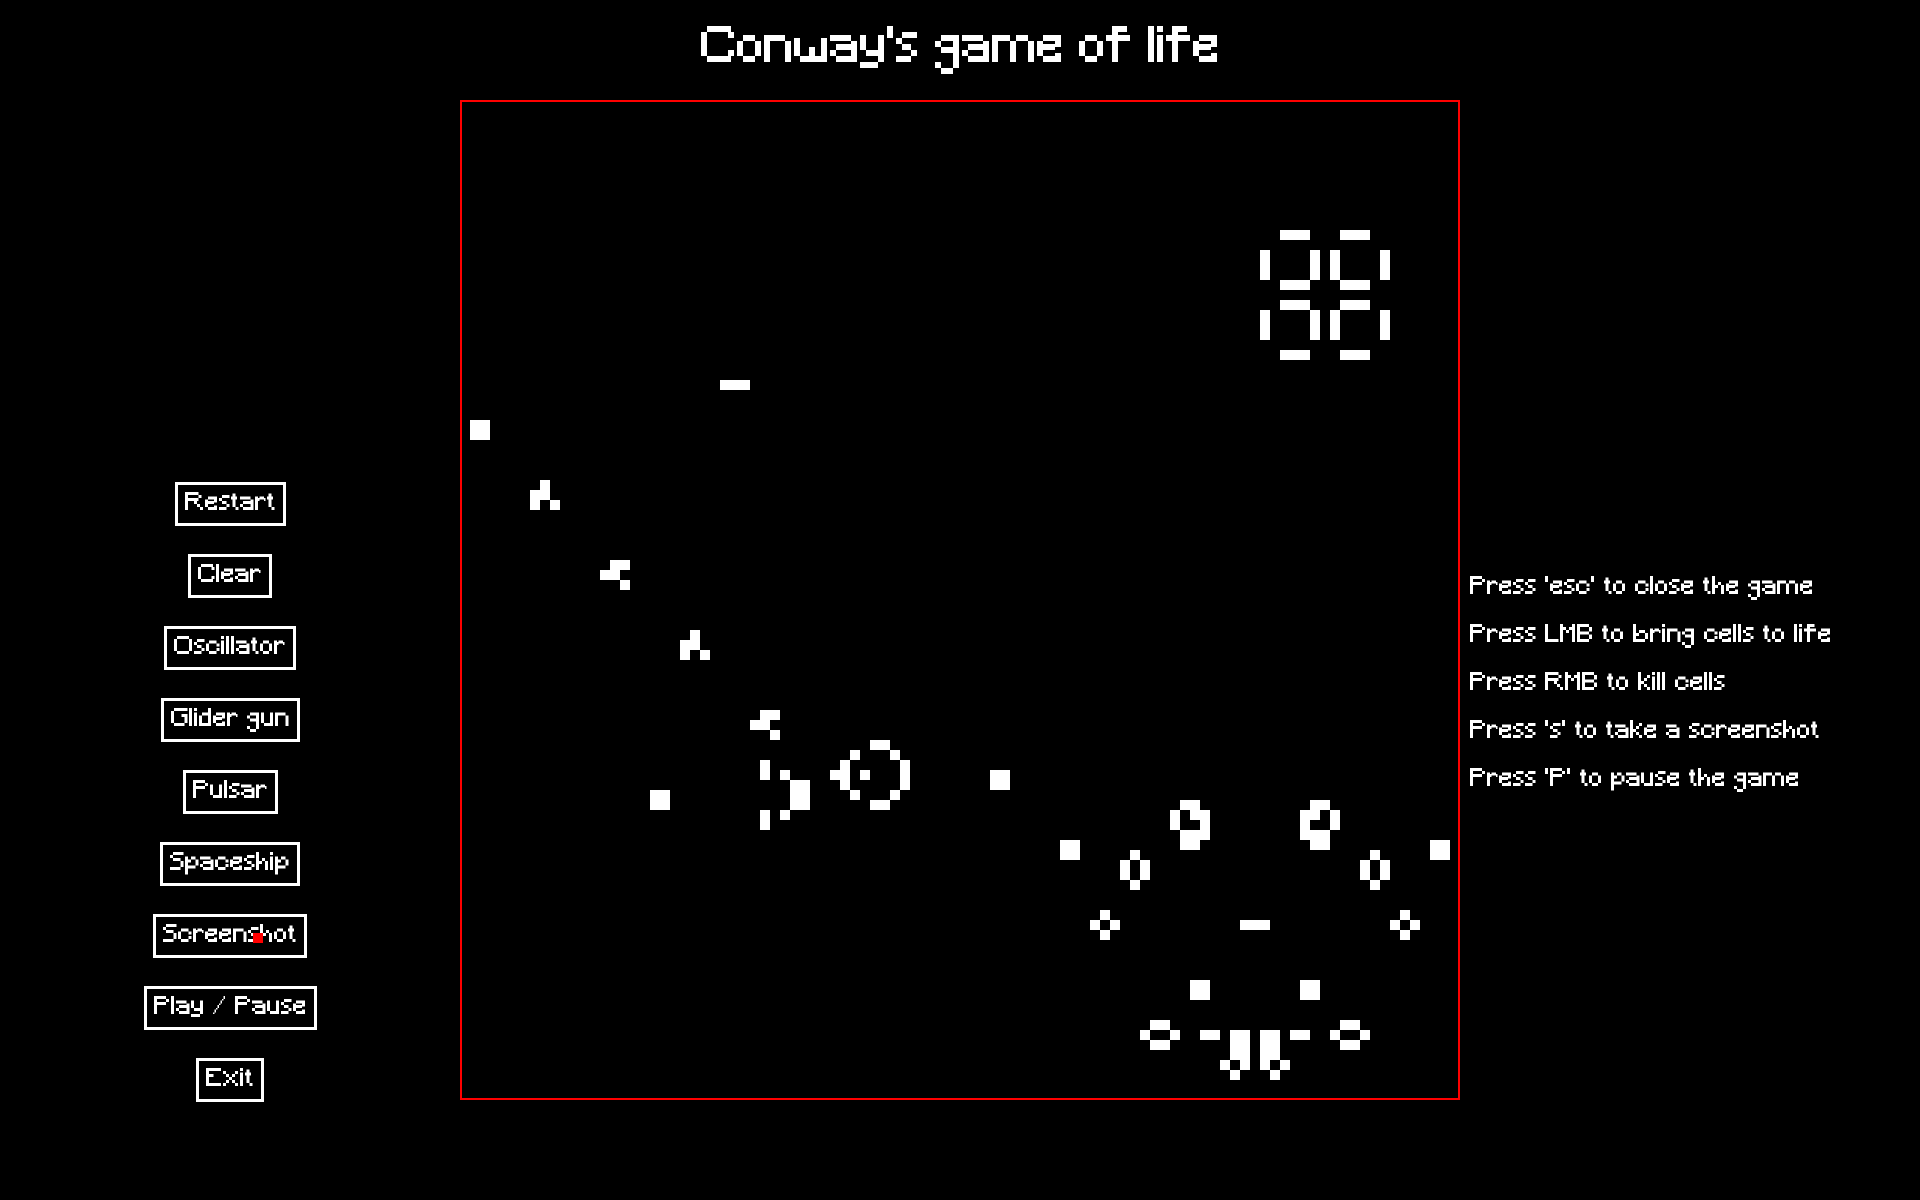 Conway's game of life
Restart
Clear
Oscillator
Glider gun
Pulsar
Spaceship
Screenshot
Play / Pause
Exit
Press 'esc' to close the game
Press LMB to bring cells to life
Press RMB to kill cells
Press 's' to take a screenshot
Press 'P' to pause the game